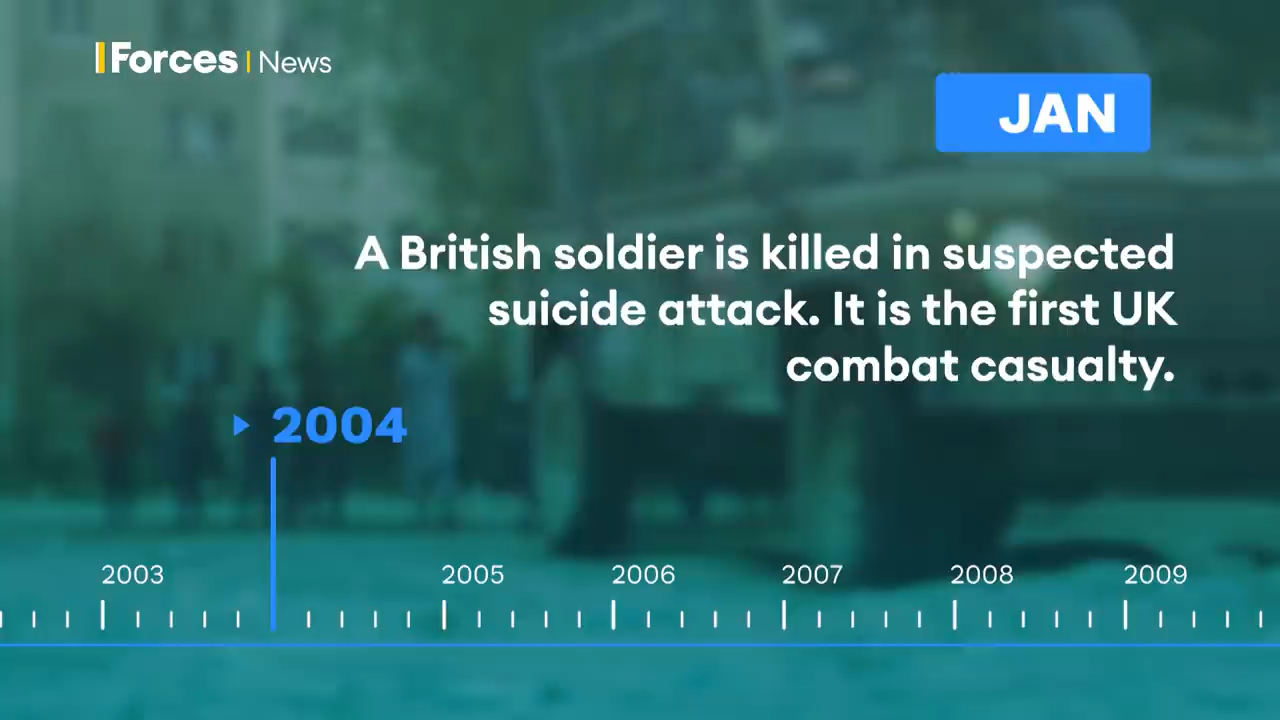 Forces | News
JAN
A British soldier is killed in suspected
suicide attack. It is the first UK
combat casualty.
2004
2003 2005 2006 2007 2008 2009